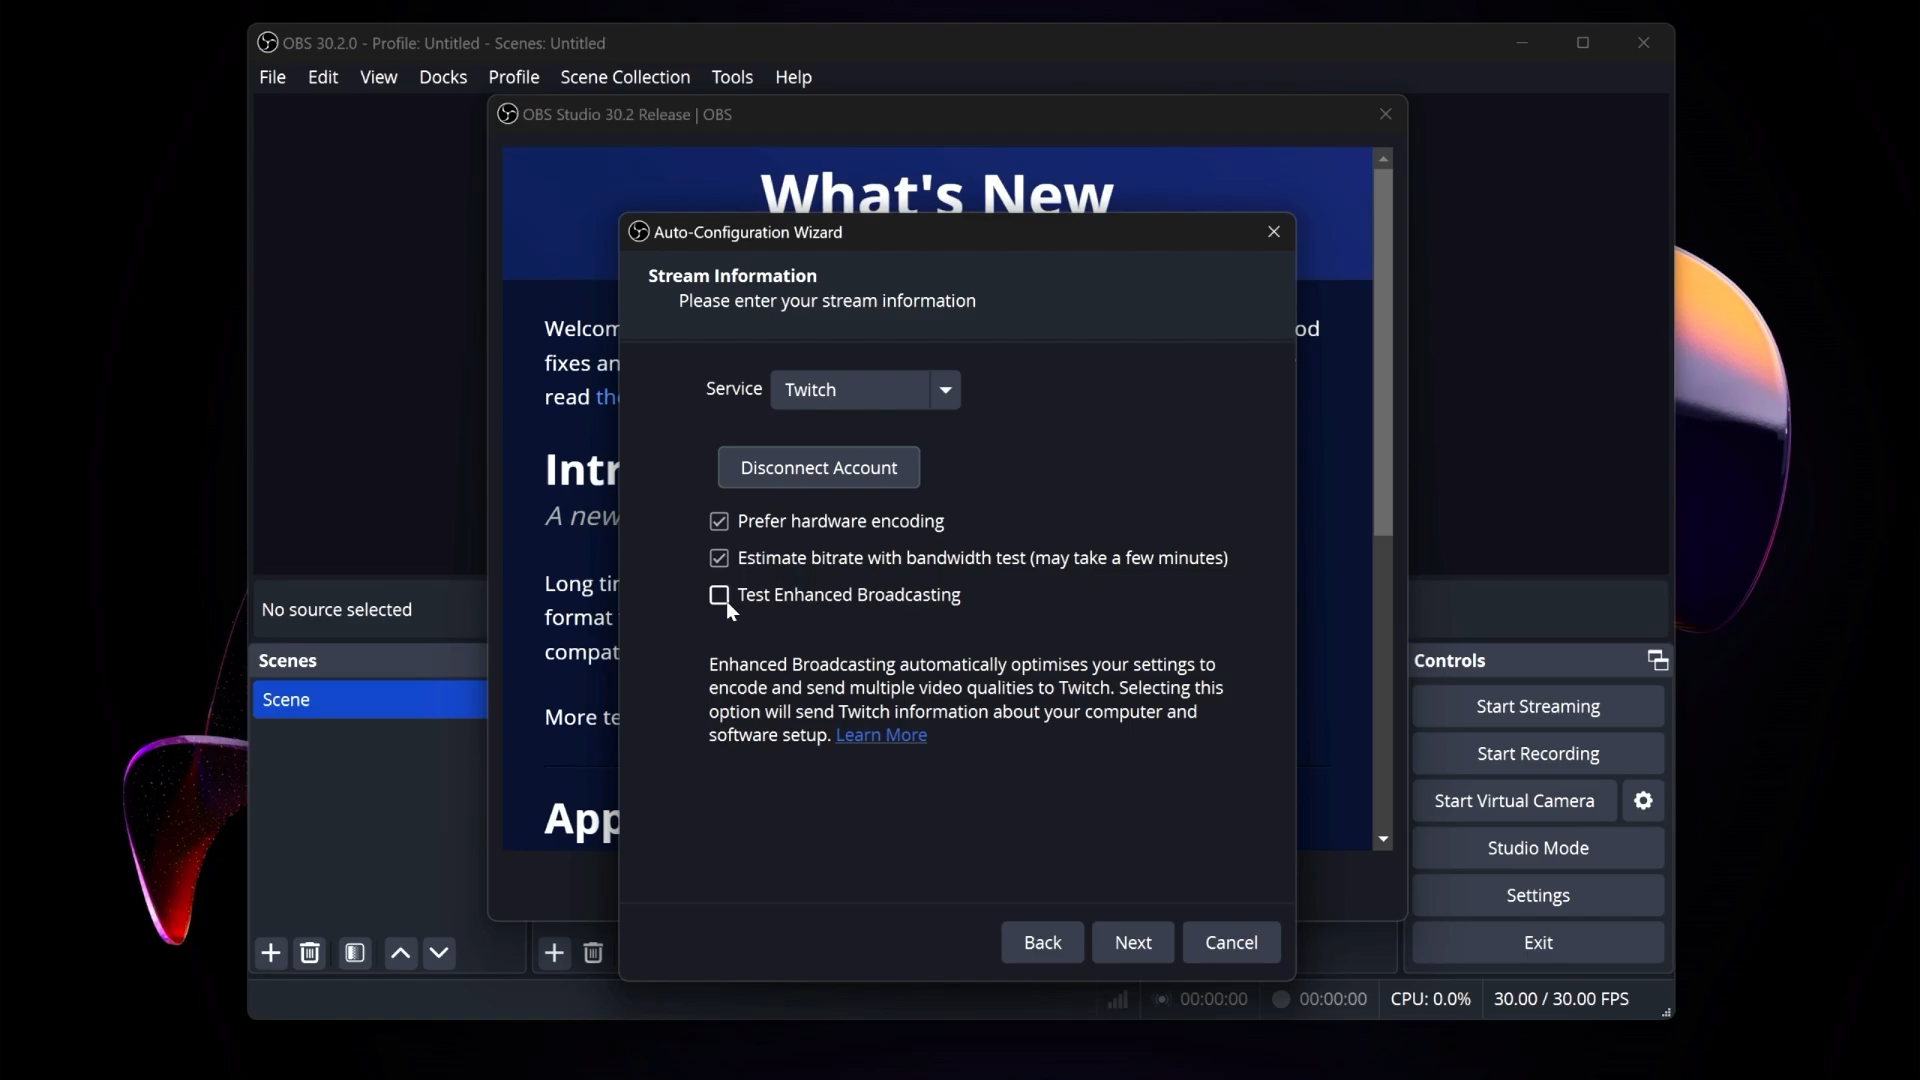 OBS 30.2.0 - Profile: Untitled - Scenes: Untitled
File Edit View Docks Profile Scene Collection Tools Help
OBS Studio 30.2 Release | OBS
What's New
Auto-Configuration Wizard
Stream Information
Please enter your stream information
Welcom
od
fixes an
read the
Service Twitch
Intr
Disconnect Account
A new
Prefer hardware encoding
Estimate bitrate with bandwidth test (may take a few minutes)
Long tin
Test Enhanced Broadcasting
format
compat
Enhanced Broadcasting automatically optimises your settings to
encode and send multiple video qualities to Twitch. Selecting this
option will send Twitch information about your computer and
software setup. Learn More
More te
App
Back Next Cancel
No source selected
Scenes
Scene
Controls
Start Streaming
Start Recording
Start Virtual Camera
Studio Mode
Settings
Exit
00:00:00 00:00:00 CPU: 0.0% 30.00 / 30.00 FPS